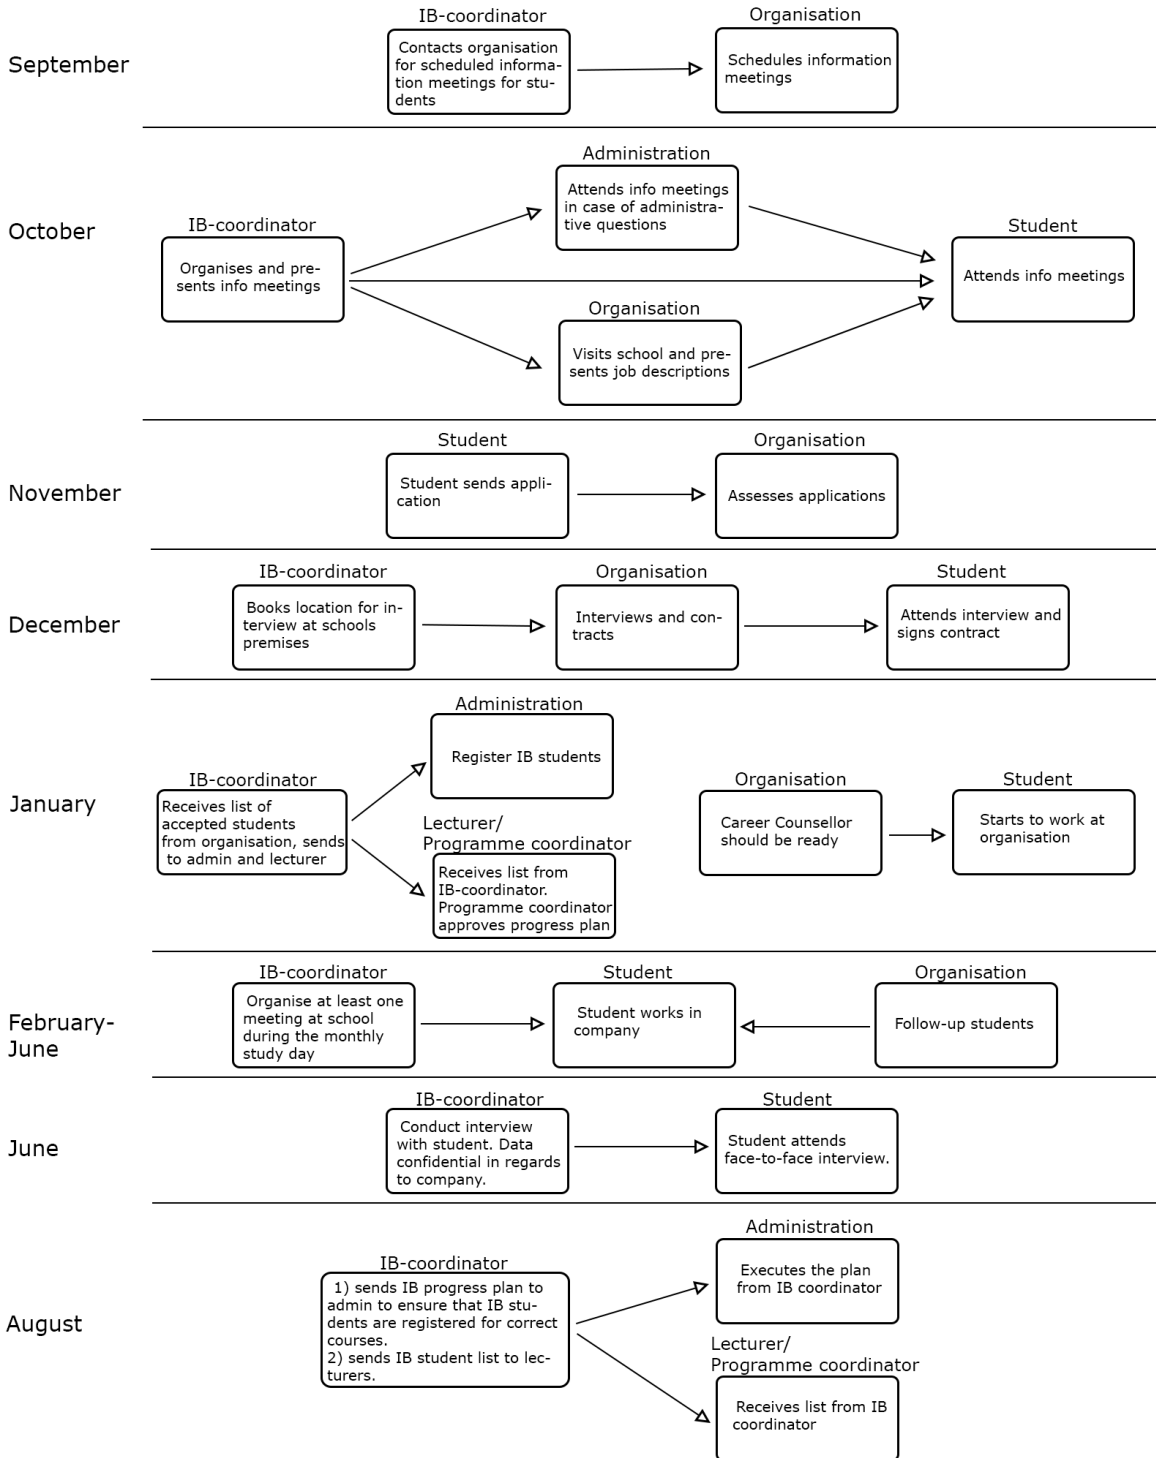 September
IB-coordinator
Contacts organisation
for scheduled informa-
tion meetings for stu-
dents
Organisation
Schedules information
meetings
October
IB-coordinator
Organises and pre-
sents info meetings
Administration
Attends info meetings
in case of administra-
tive questions
Organisation
Visits school and pre-
sents job descriptions
Student
Attends info meetings
November
Student
Student sends appli-
cation
Organisation
Assesses applications
December
IB-coordinator
Books location for in-
terview at schools
premises
Organisation
Interviews and con-
tracts
Student
Attends interview and
signs contract
January
IB-coordinator
Receives list of
accepted students
from organisation, sends
to admin and lecturer
Administration
Register IB students
Lecturer/
Programme coordinator
Receives list from
IB-coordinator.
Programme coordinator
approves progress plan
Organisation
Career Counsellor
should be ready
Student
Starts to work at
organisation
February-
June
IB-coordinator
Organise at least one
meeting at school
during the monthly
study day
Student
Student works in
company
Organisation
Follow-up students
June
IB-coordinator
Conduct interview
with student. Data
confidential in regards
to company.
Student
Student attends
face-to-face interview.
August
IB-coordinator
1) sends IB progress plan to
admin to ensure that IB stu-
dents are registered for correct
courses.
2) sends IB student list to lec-
turers.
Administration
Executes the plan
from IB coordinator
Lecturer/
Programme coordinator
Receives list from IB
coordinator